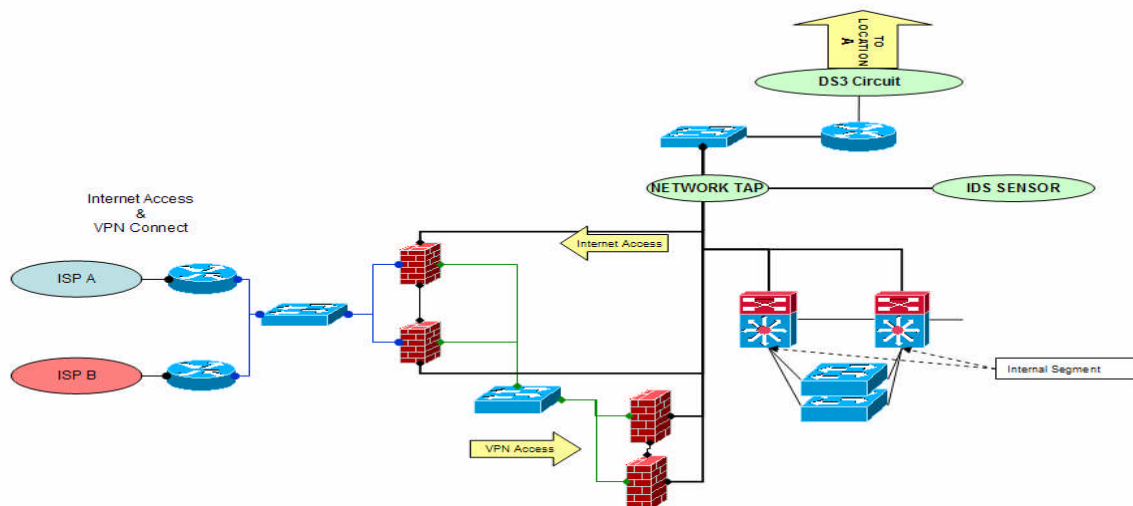 TO
LOCATION
A
DS3 Circuit
NETWORK TAP
IDS SENSOR
Internet Access
&
VPN Connect
Internet Access
ISP A
ISP B
Internal Segment
VPN Access